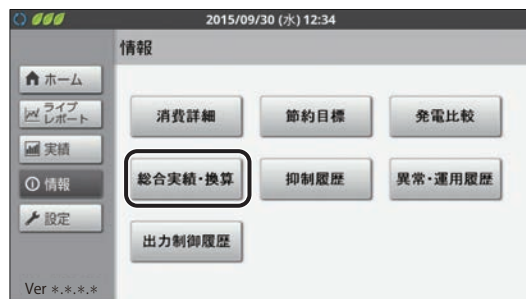 2015/09/30 (水) 12:34
情報
ホーム
ライブ
レポート
実績
情報
設定
消費詳細 節約目標 発電比較
総合実績・換算 抑制履歴 異常・運用履歴
出力制御履歴
Ver *.*.*.*